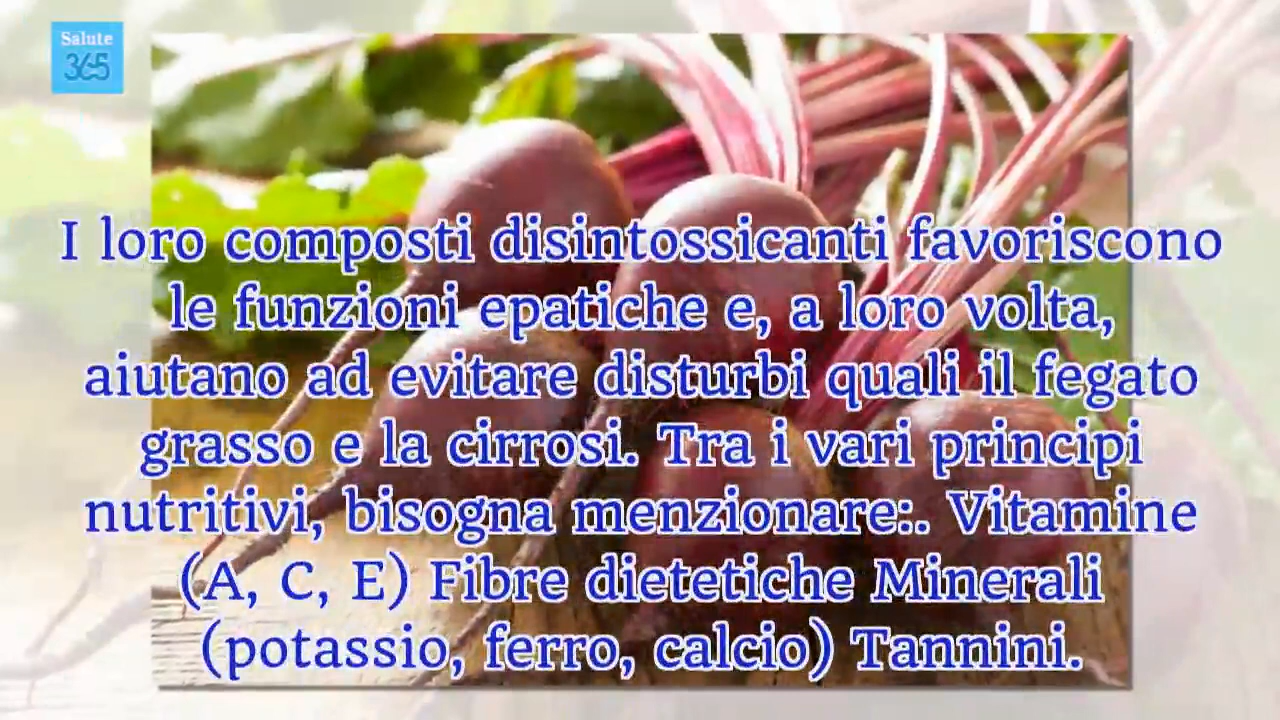 Salute
365
I loro composti disintossicanti favoriscono
le funzioni epatiche e, a loro volta,
aiutano ad evitare disturbi quali il fegato
grasso e la cirrosi. Tra i vari principi
nutritivi, bisogna menzionare:. Vitamine
(A, C, E) Fibre dietetiche Minerali
(potassio, ferro, calcio) Tannini.